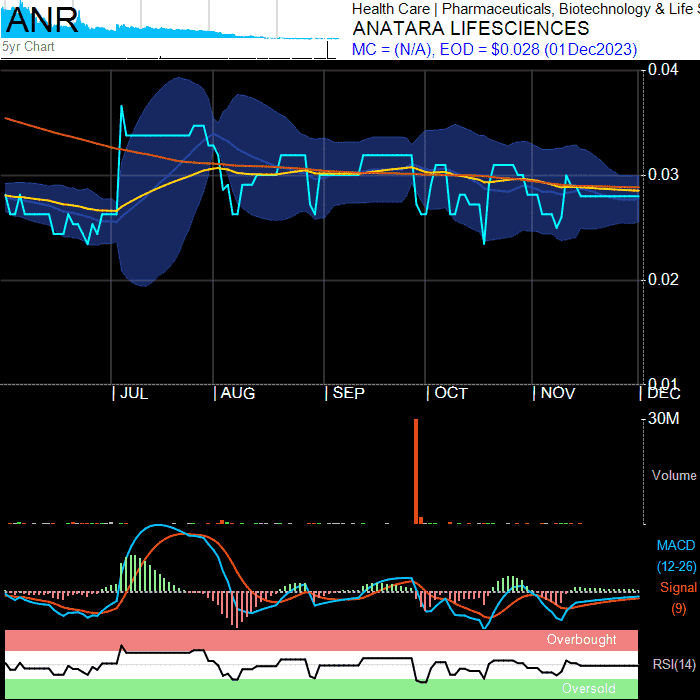 ANR
5yr Chart
Health Care | Pharmaceuticals, Biotechnology & Life S
ANATARA LIFESCIENCES
MC = (N/A), EOD = $0.028 (01Dec2023)
0.04
0.03
0.02
0.01
JUL
AUG
SEP
OCT
NOV
DEC
30M
Volume
MACD
(12-26)
Signal
(9)
Overbought
RSI(14)
Oversold